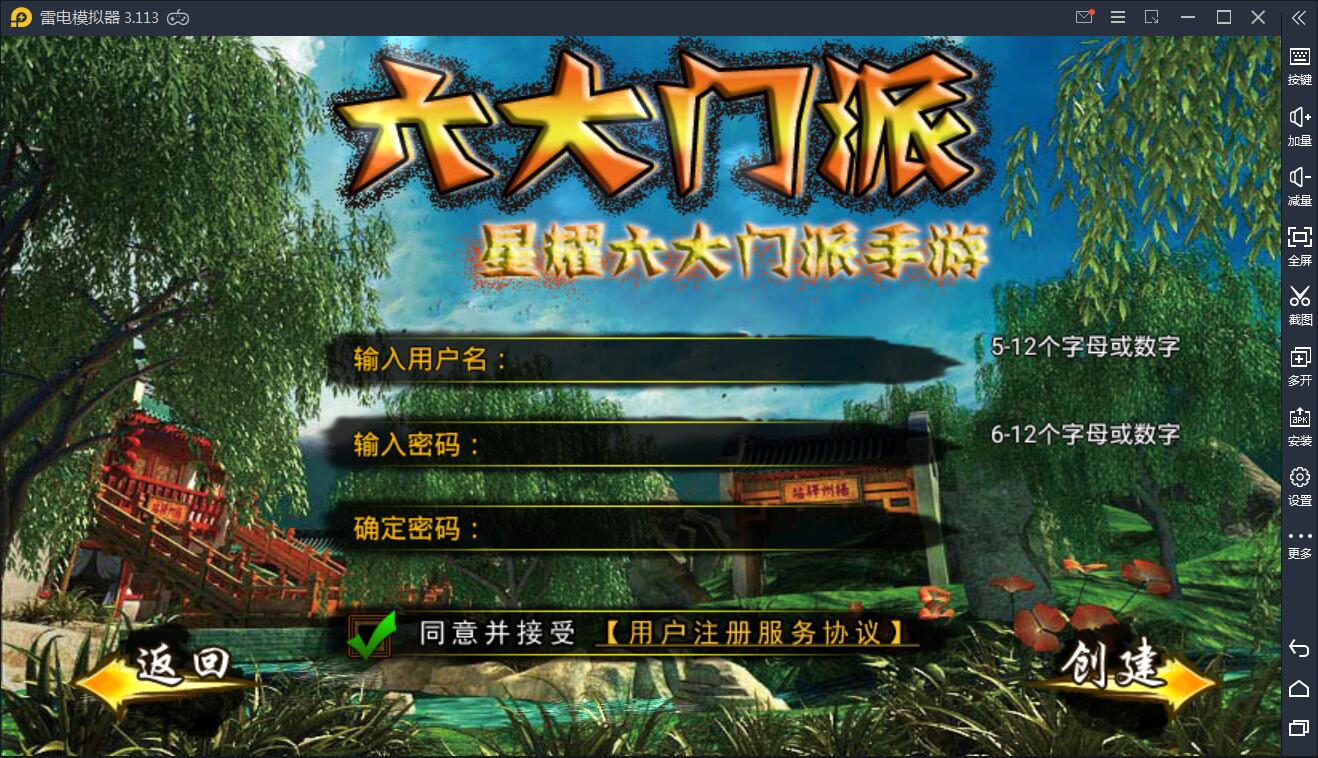 雷电模拟器 3.113
六大门派
星耀六大门派手游
输入用户名：
5-12个字母或数字
输入密码：
6-12个字母或数字
确定密码：
同意并接受 【用户注册服务协议】
返回
创建
按键
加量
减量
全屏
截图
多开
APK
安装
设置
更多